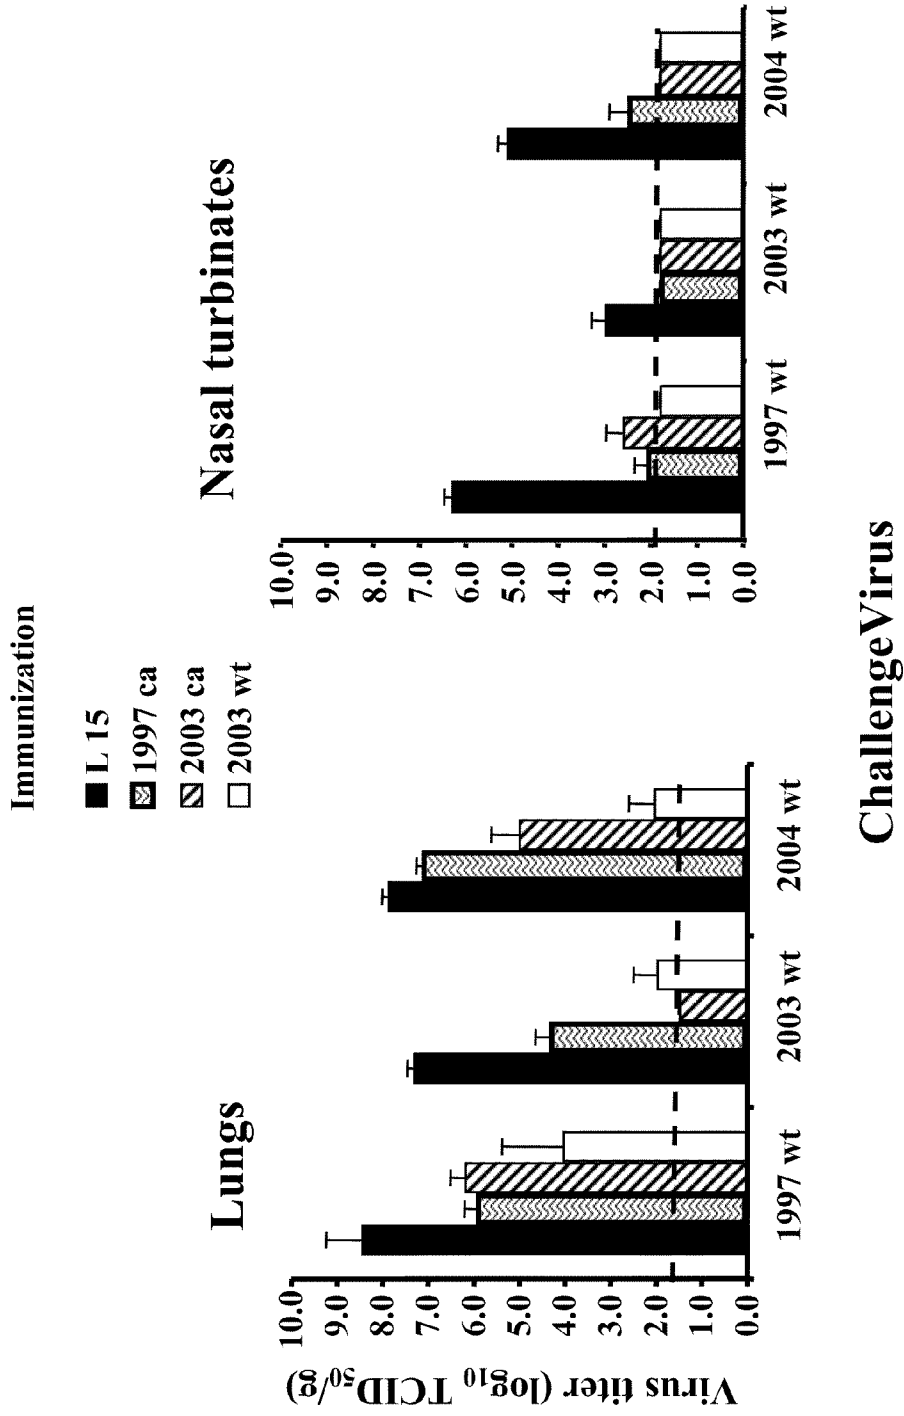 Immunization
L 15
1997 ca
2003 ca
2003 wt
Lungs
Nasal turbinates
Virus titer (log10 TCID50/g)
10.0
9.0
8.0
7.0
6.0
5.0
4.0
3.0
2.0
1.0
0.0
1997 wt
2003 wt
2004 wt
10.0
9.0
8.0
7.0
6.0
5.0
4.0
3.0
2.0
1.0
0.0
1997 wt
2003 wt
2004 wt
ChallengeVirus